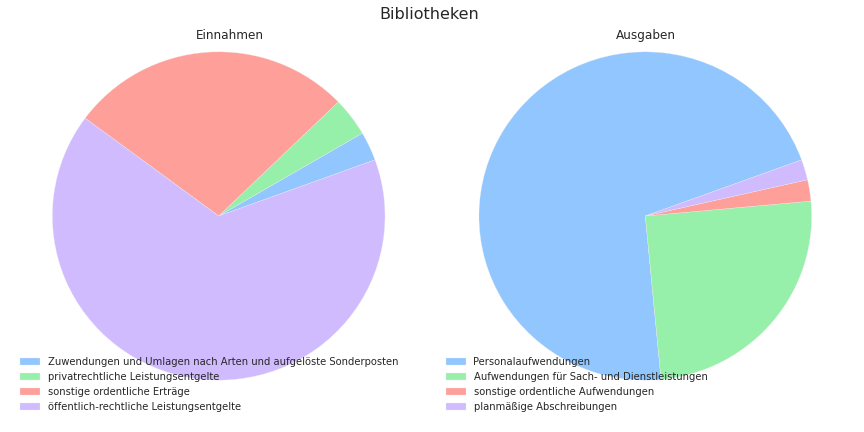 Bibliotheken
Einnahmen
Zuwendungen und Umlagen nach Arten und aufgelöste Sonderposten
privatrechtliche Leistungsentgelte
sonstige ordentliche Erträge
öffentlich-rechtliche Leistungsentgelte
Ausgaben
Personalaufwendungen
Aufwendungen für Sach- und Dienstleistungen
sonstige ordentliche Aufwendungen
planmäßige Abschreibungen